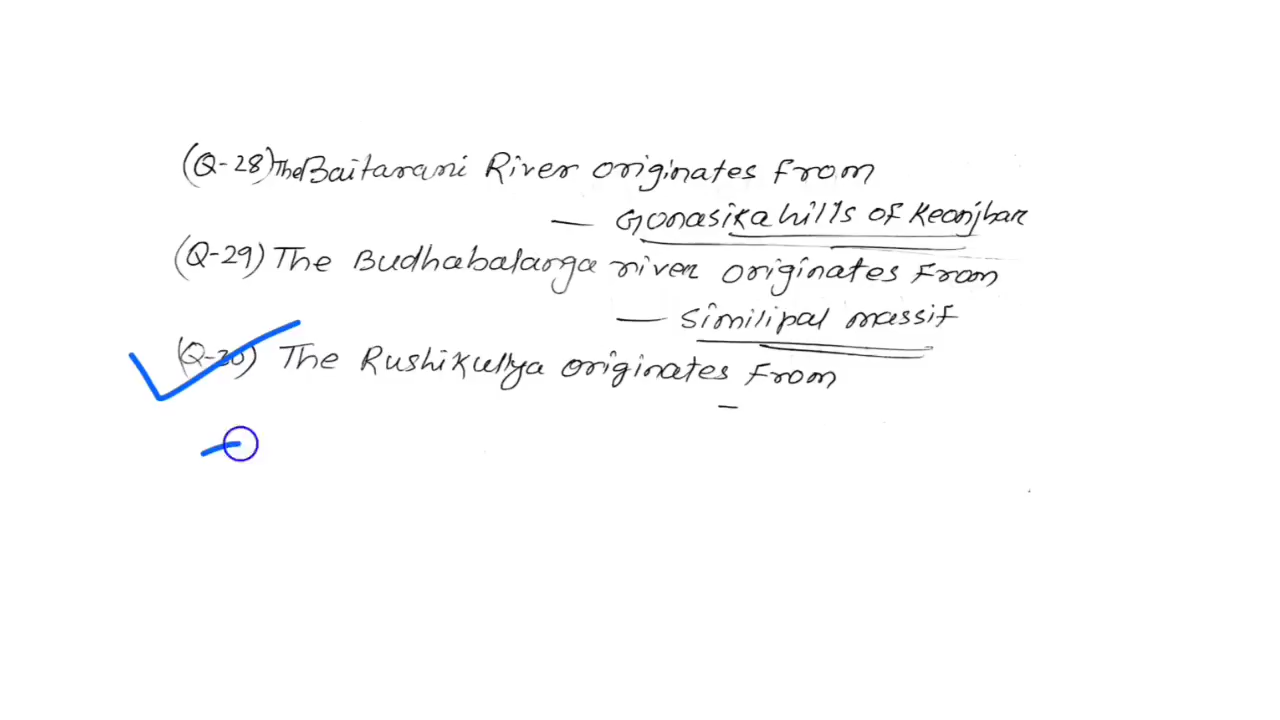 (Q-28) The Baitarani River originates from
— Gonasika hills of Keonjhar
(Q-29) The Budhabalanga river originates from
— Similipal massif
(Q-30) The Rushikullya originates from
—